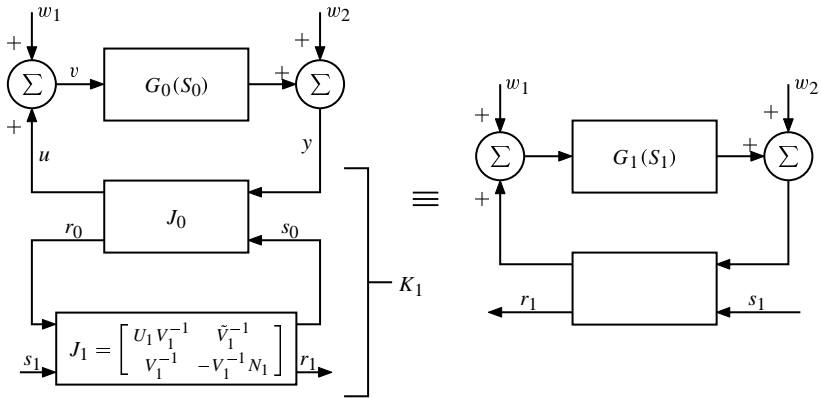 w₁ w₂
+ + + Σ v G₀(S₀) Σ
+ u y
J₀
r₀ s₀
J₁ = [ U₁V₁⁻¹ Ṽ₁⁻¹
V₁⁻¹ −V₁⁻¹N₁ ]
s₁ r₁
K₁
≡
w₁ w₂
+ + + Σ G₁(S₁) Σ
+
r₁ s₁